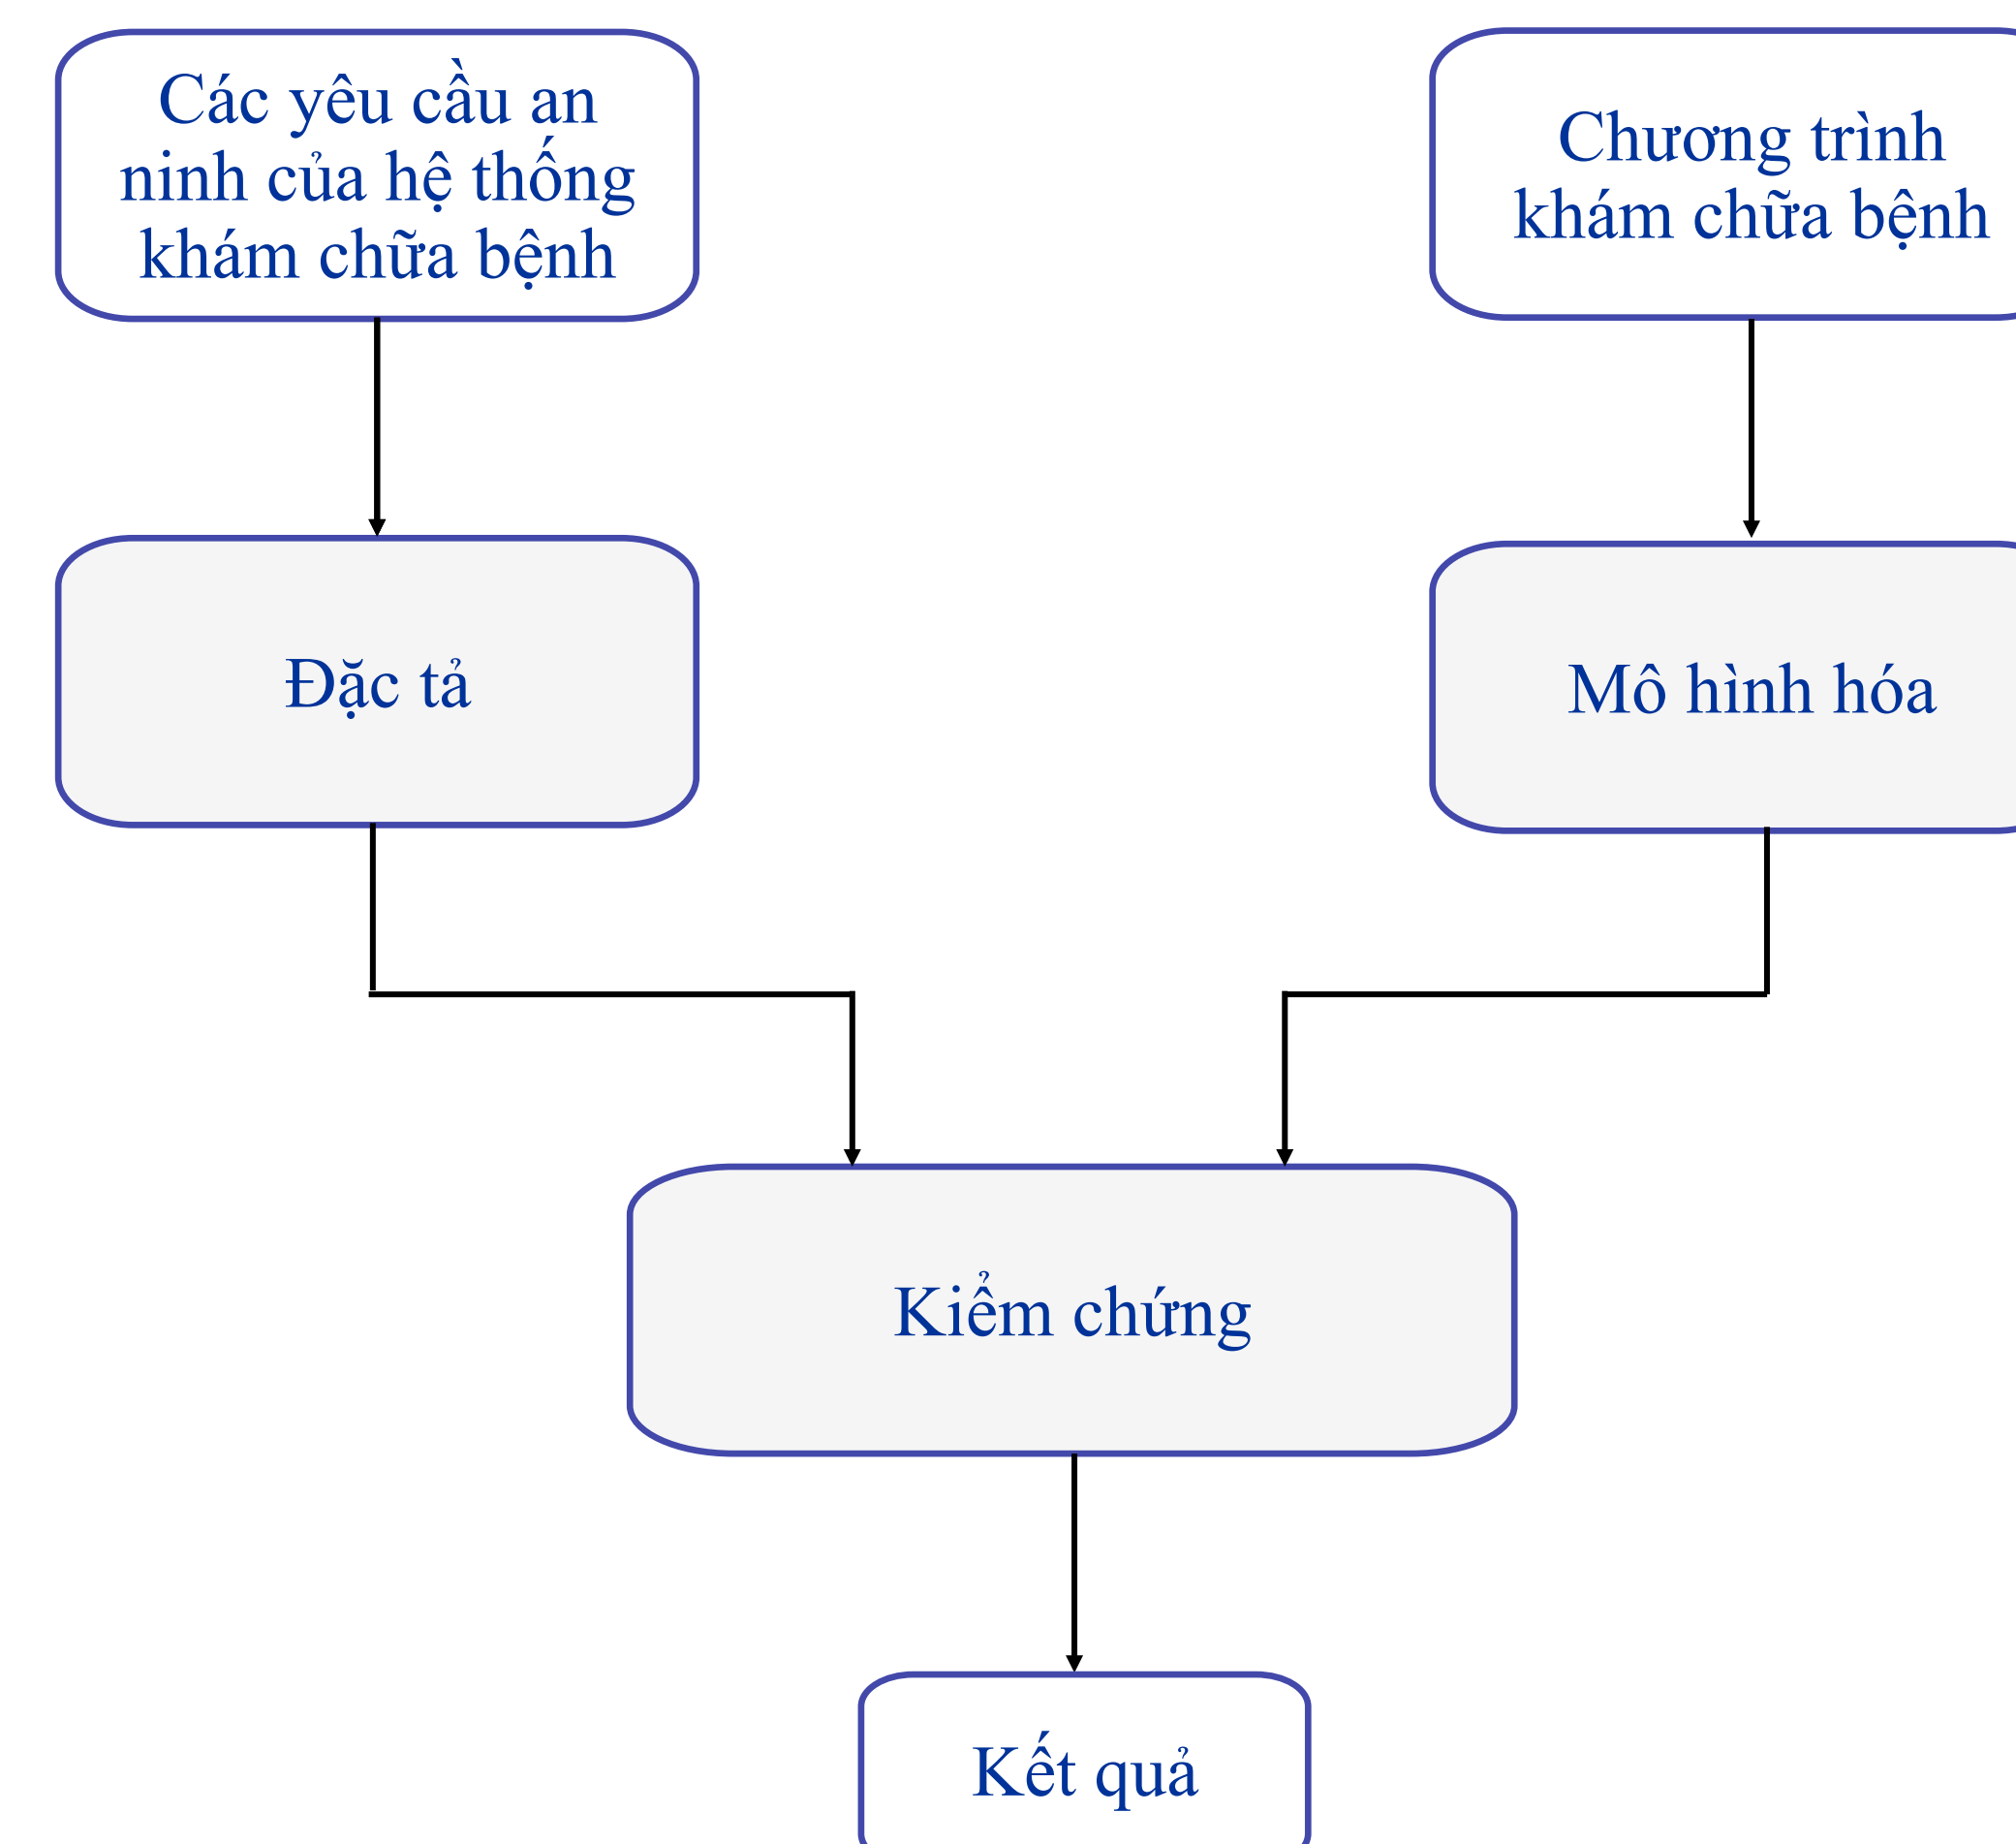 Các yêu cầu an
ninh của hệ thống
khám chữa bệnh
Chương trình
khám chữa bệnh
Đặc tả
Mô hình hóa
Kiểm chứng
Kết quả